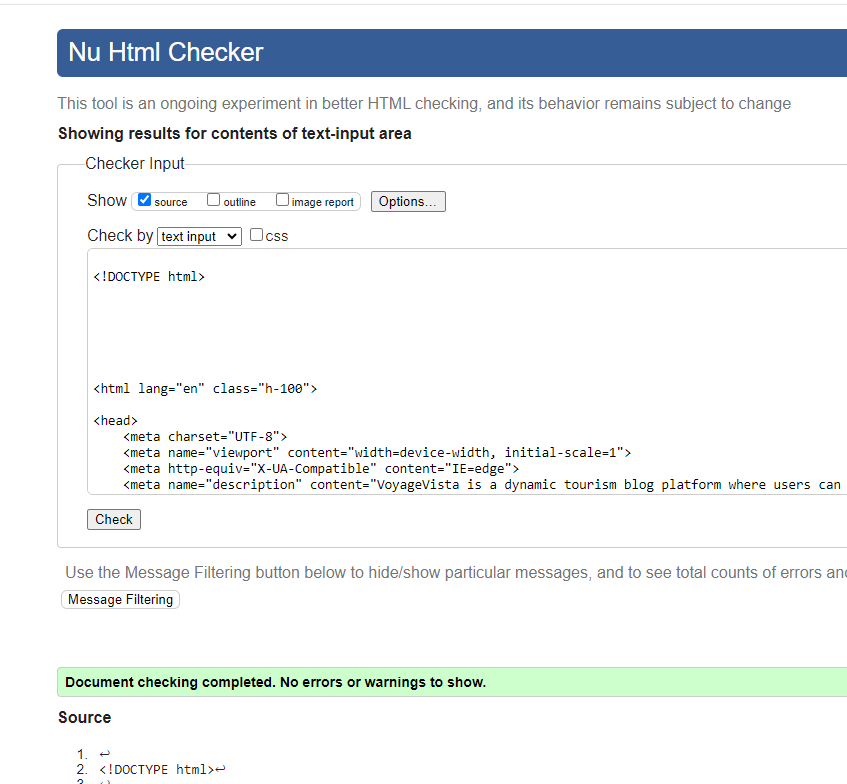 Nu Html Checker
This tool is an ongoing experiment in better HTML checking, and its behavior remains subject to change
Showing results for contents of text-input area
Checker Input
Show source outline image report Options...
Check by text input css
<!DOCTYPE html>
<html lang="en" class="h-100">
<head>
<meta charset="UTF-8">
<meta name="viewport" content="width=device-width, initial-scale=1">
<meta http-equiv="X-UA-Compatible" content="IE=edge">
<meta name="description" content="VoyageVista is a dynamic tourism blog platform where users can
Check
Use the Message Filtering button below to hide/show particular messages, and to see total counts of errors
Message Filtering
Document checking completed. No errors or warnings to show.
Source
1. ↩
2. <!DOCTYPE html>↩